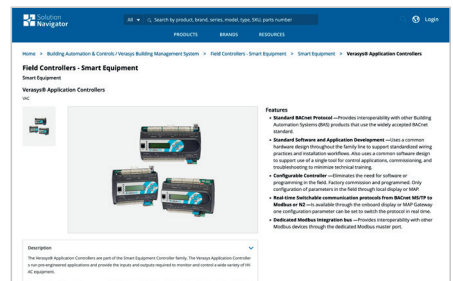 Solution
Navigator
All
Search by product, brand, series, model, type, SKU, parts number
Login
PRODUCTS BRANDS RESOURCES
Home > Building Automation & Controls / Verasys Building Management System > Field Controllers - Smart Equipment > Smart Equipment > Verasys® Application Controllers
Field Controllers - Smart Equipment
Smart Equipment
Verasys® Application Controllers
VAC
Features
• Standard BACnet Protocol —Provides interoperability with other Building
Automation Systems (BAS) products that use the widely accepted BACnet
standard.
• Standard Software and Application Development —Uses a common
hardware design throughout the family line to support standardized wiring
practices and installation workflows. Also uses a common software design
to support use of a single tool for control applications, commissioning, and
troubleshooting to minimize technical training.
• Configurable Controller —Eliminates the need for software or
programming in the field. Factory commission and programmed. Only
configuration of parameters in the field through local display or MAP.
• Real-time Switchable communication protocols from BACnet MS/TP to
Modbus or N2 —is available through the onboard display or MAP Gateway
one configuration parameter can be set to switch the protocol in real time.
• Dedicated Modbus integration bus —Provides interoperability with other
Modbus devices through the dedicated Modbus master port.
Description
The Verasys Application Controllers are part of the Smart Equipment Controller family. The Verasys Application Controller
s run pre-engineered applications and provide the inputs and outputs required to monitor and control a wide variety of HV
AC equipment.